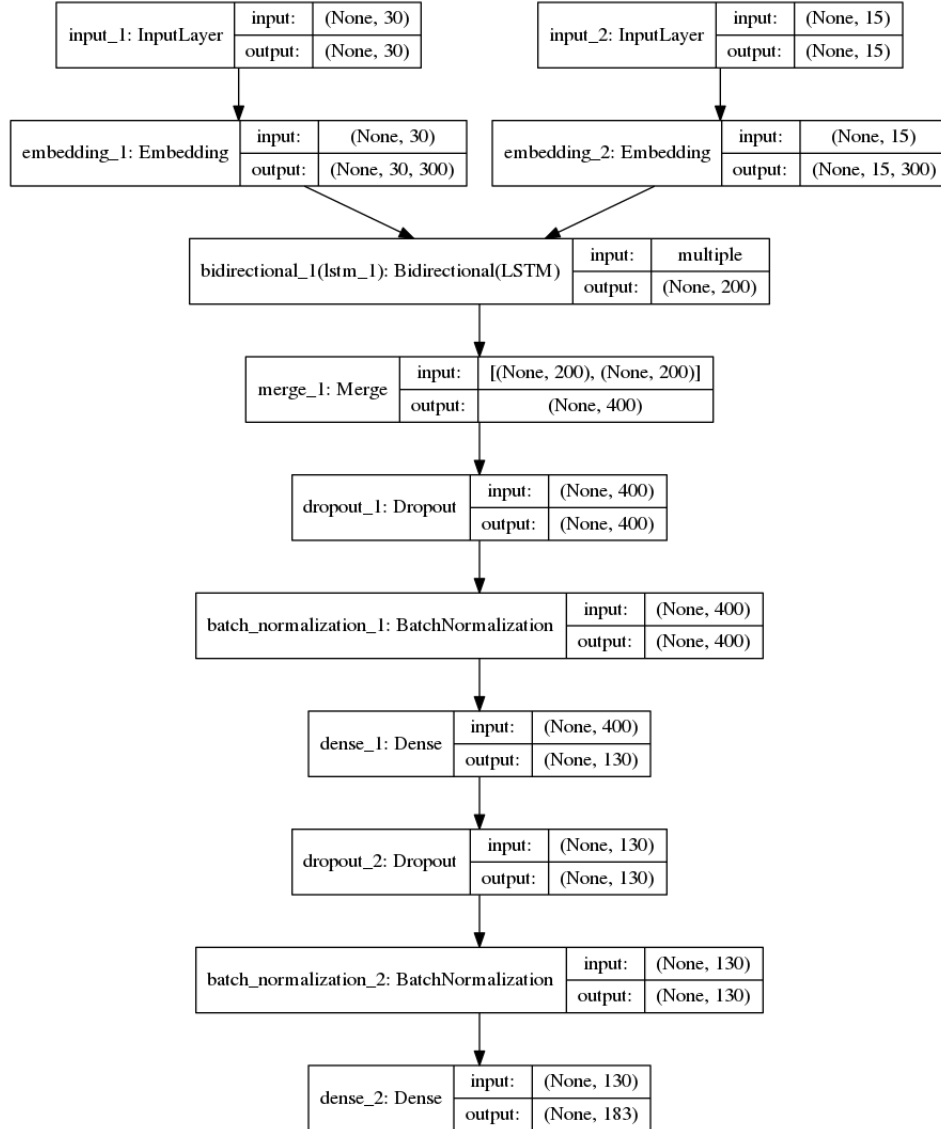 input_1: InputLayer
input: (None, 30)
output: (None, 30)
input_2: InputLayer
input: (None, 15)
output: (None, 15)
embedding_1: Embedding
input: (None, 30)
output: (None, 30, 300)
embedding_2: Embedding
input: (None, 15)
output: (None, 15, 300)
bidirectional_1(lstm_1): Bidirectional(LSTM)
input: multiple
output: (None, 200)
merge_1: Merge
input: [(None, 200), (None, 200)]
output: (None, 400)
dropout_1: Dropout
input: (None, 400)
output: (None, 400)
batch_normalization_1: BatchNormalization
input: (None, 400)
output: (None, 400)
dense_1: Dense
input: (None, 400)
output: (None, 130)
dropout_2: Dropout
input: (None, 130)
output: (None, 130)
batch_normalization_2: BatchNormalization
input: (None, 130)
output: (None, 130)
dense_2: Dense
input: (None, 130)
output: (None, 183)